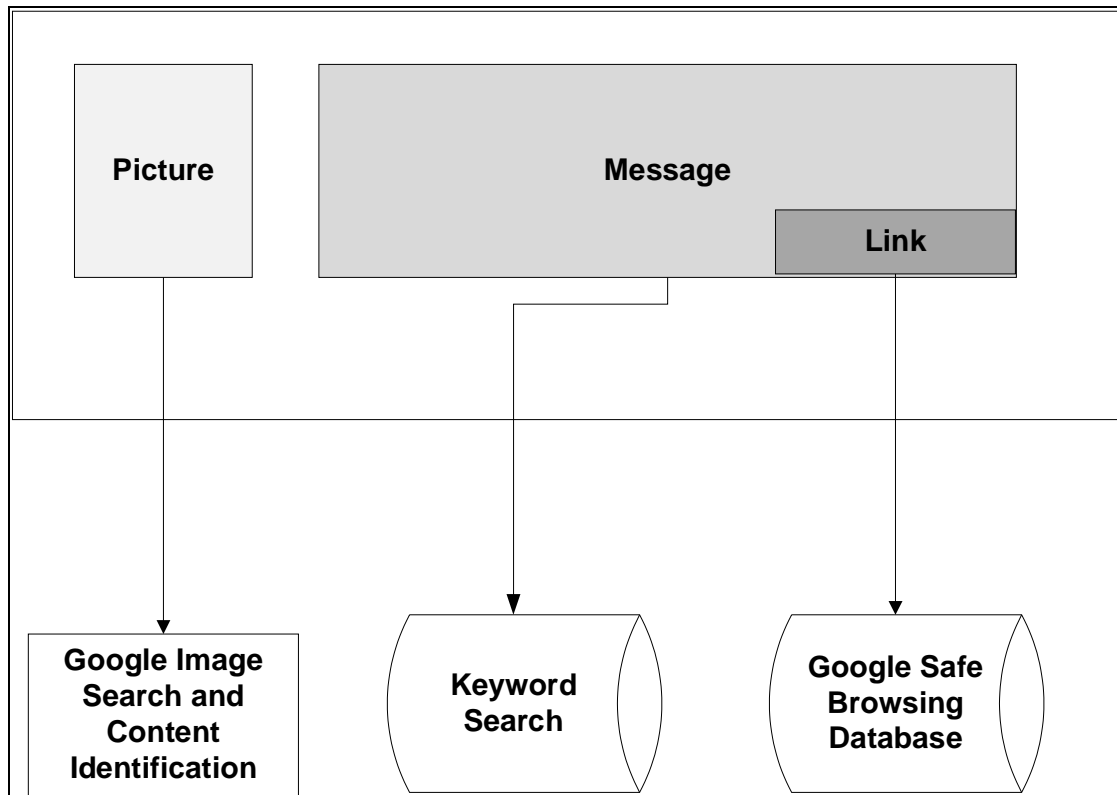 Picture
Message
Link
Google Image
Search and
Content
Identification
Keyword
Search
Google Safe
Browsing
Database